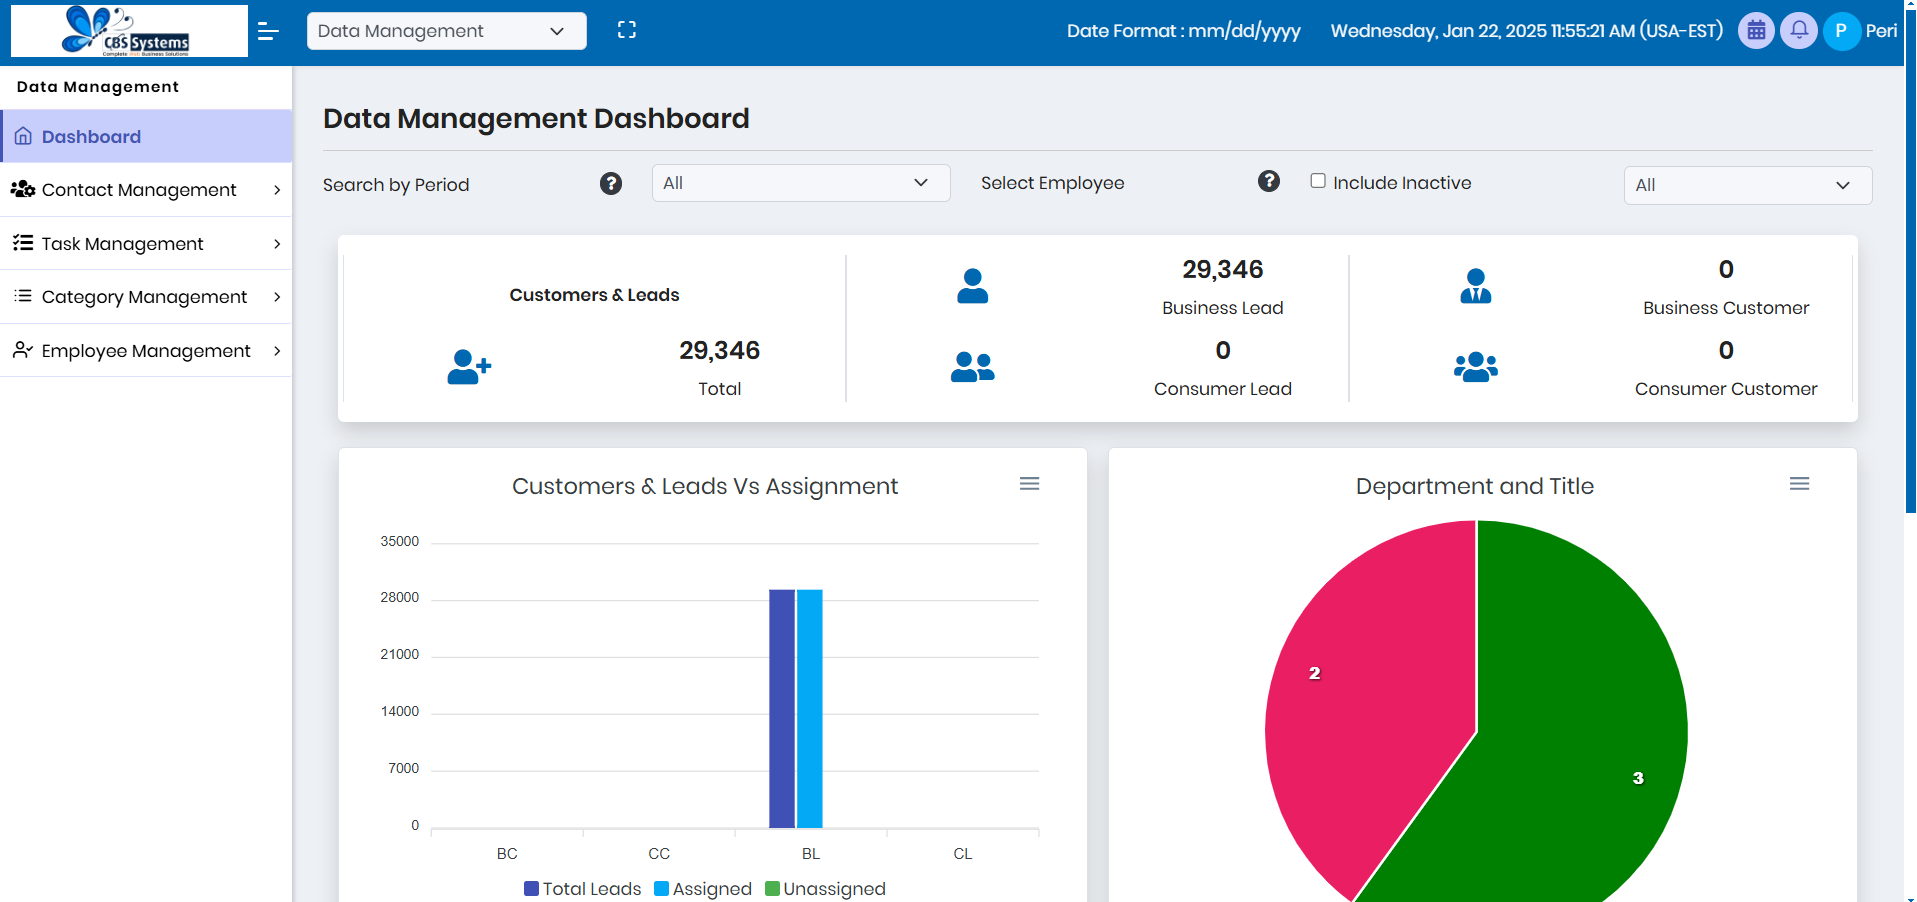 CBS Systems
Complete Web Business Solutions
Data Management
Date Format : mm/dd/yyyy
Wednesday, Jan 22, 2025 11:55:21 AM (USA-EST)
P
Peri
Data Management
Dashboard
Contact Management
Task Management
Category Management
Employee Management
Data Management Dashboard
Search by Period
?
All
Select Employee
?
Include Inactive
All
Customers & Leads
29,346
Total
29,346
Business Lead
0
Consumer Lead
0
Business Customer
0
Consumer Customer
Customers & Leads Vs Assignment
35000
28000
21000
14000
7000
0
BC CC BL CL
Total Leads Assigned Unassigned
Department and Title
2
3